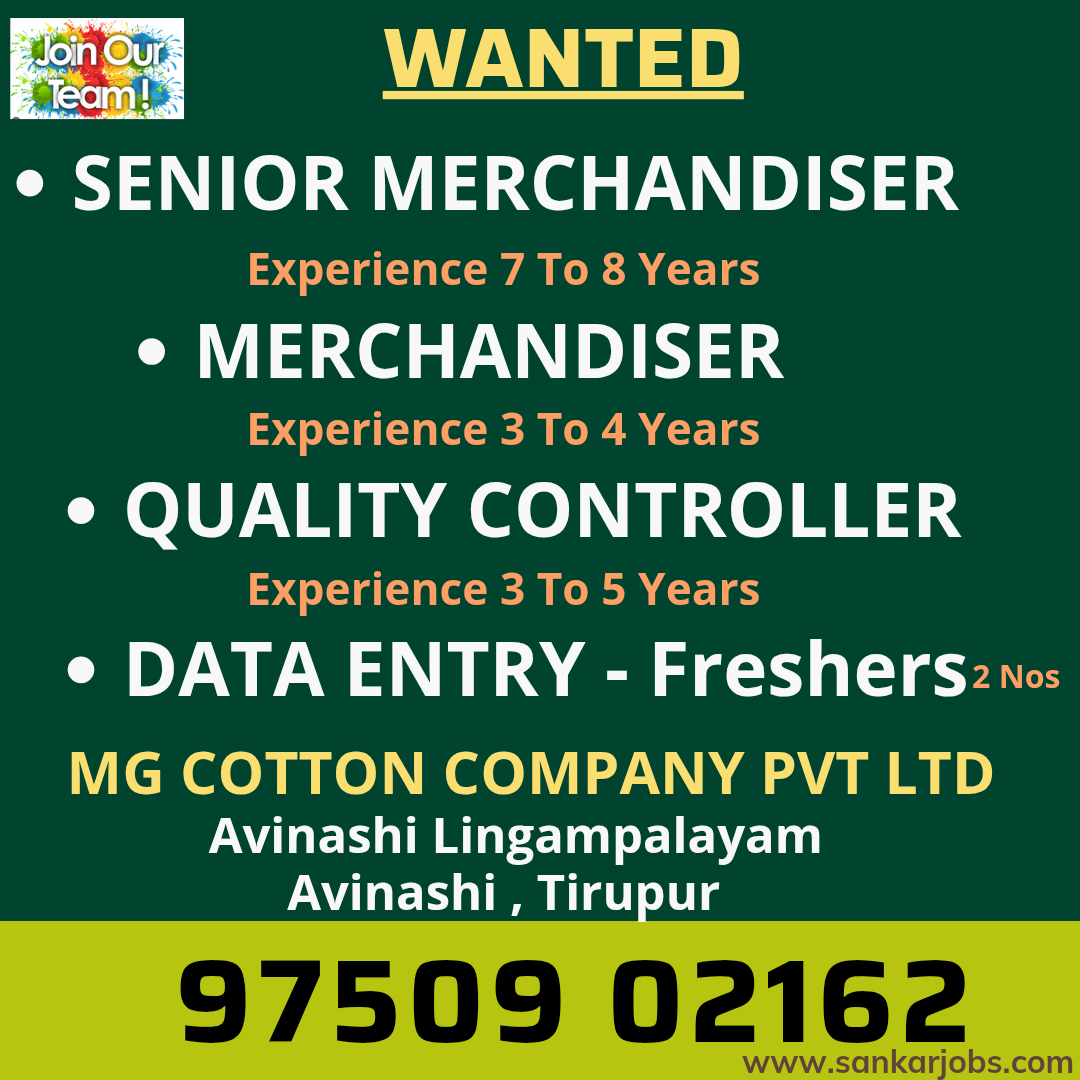 Join Our
Team !
WANTED
• SENIOR MERCHANDISER
Experience 7 To 8 Years
• MERCHANDISER
Experience 3 To 4 Years
• QUALITY CONTROLLER
Experience 3 To 5 Years
• DATA ENTRY - Freshers 2 Nos
MG COTTON COMPANY PVT LTD
Avinashi Lingampalayam
Avinashi , Tirupur
97509 02162
www.sankarjobs.com